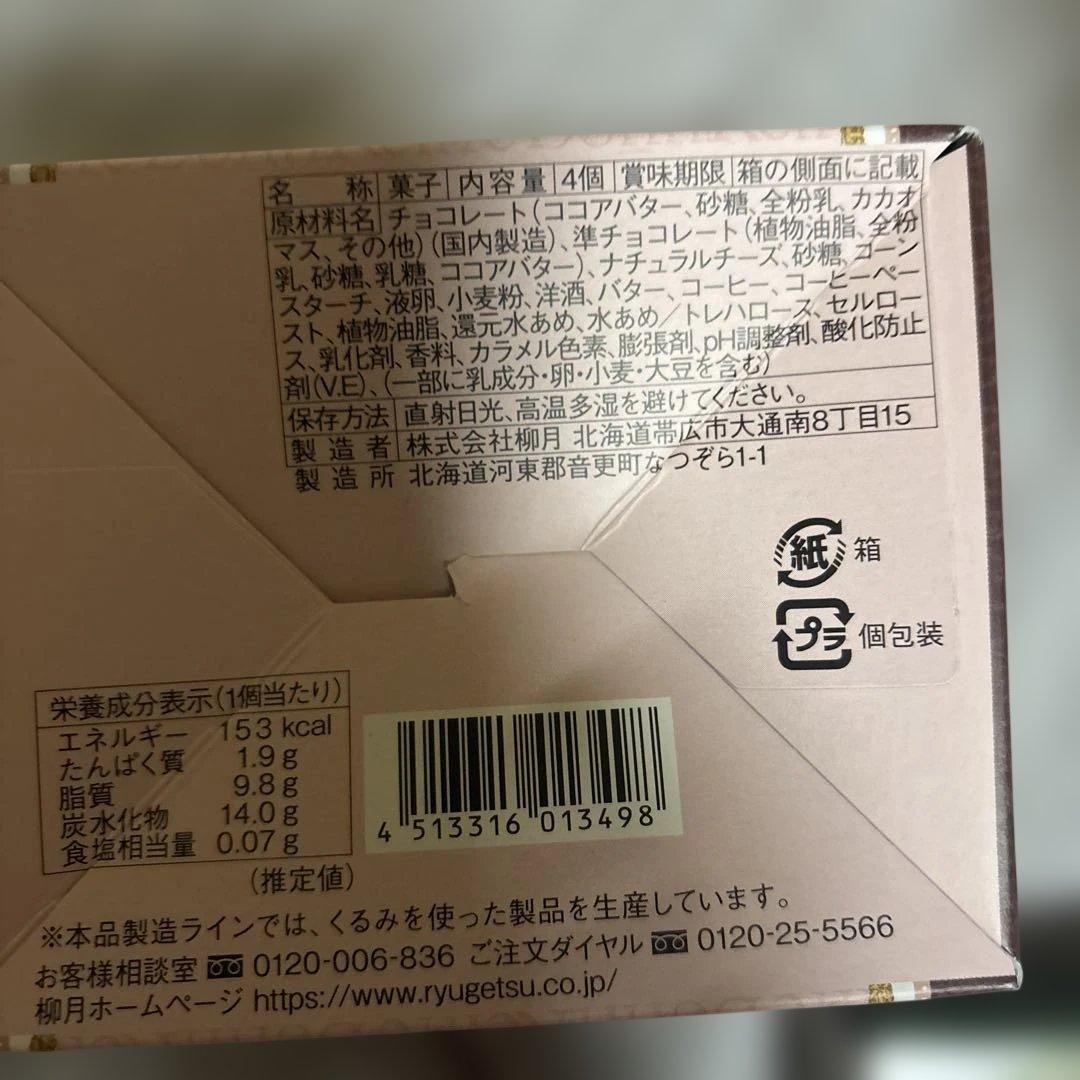 名称 菓子 内容量 4個 賞味期限 箱の側面に記載
原材料名 チョコレート(ココアバター、砂糖、全粉乳、カカオ
マス、その他)(国内製造)、準チョコレート(植物油脂、全粉
乳、砂糖、乳糖、ココアバター)、ナチュラルチーズ、砂糖、コーン
スターチ、液卵、小麦粉、洋酒、バター、コーヒー、コーヒーペー
スト、植物油脂、還元水あめ、水あめ/トレハロース、セルロー
ス、乳化剤、香料、カラメル色素、膨張剤、pH調整剤、酸化防止
剤(V.E)、(一部に乳成分・卵・小麦・大豆を含む)
保存方法 直射日光、高温多湿を避けてください。
製造者 株式会社柳月 北海道帯広市大通南8丁目15
製造所 北海道河東郡音更町なつぞら1-1
紙 箱
プラ 個包装
栄養成分表示(1個当たり)
エネルギー 153 kcal
たんぱく質 1.9 g
脂質 9.8 g
炭水化物 14.0 g
食塩相当量 0.07 g
(推定値)
4 513316 013498
※本品製造ラインでは、くるみを使った製品を生産しています。
お客様相談室 0120-006-836 ご注文ダイヤル 0120-25-5566
柳月ホームページ https://www.ryugetsu.co.jp/